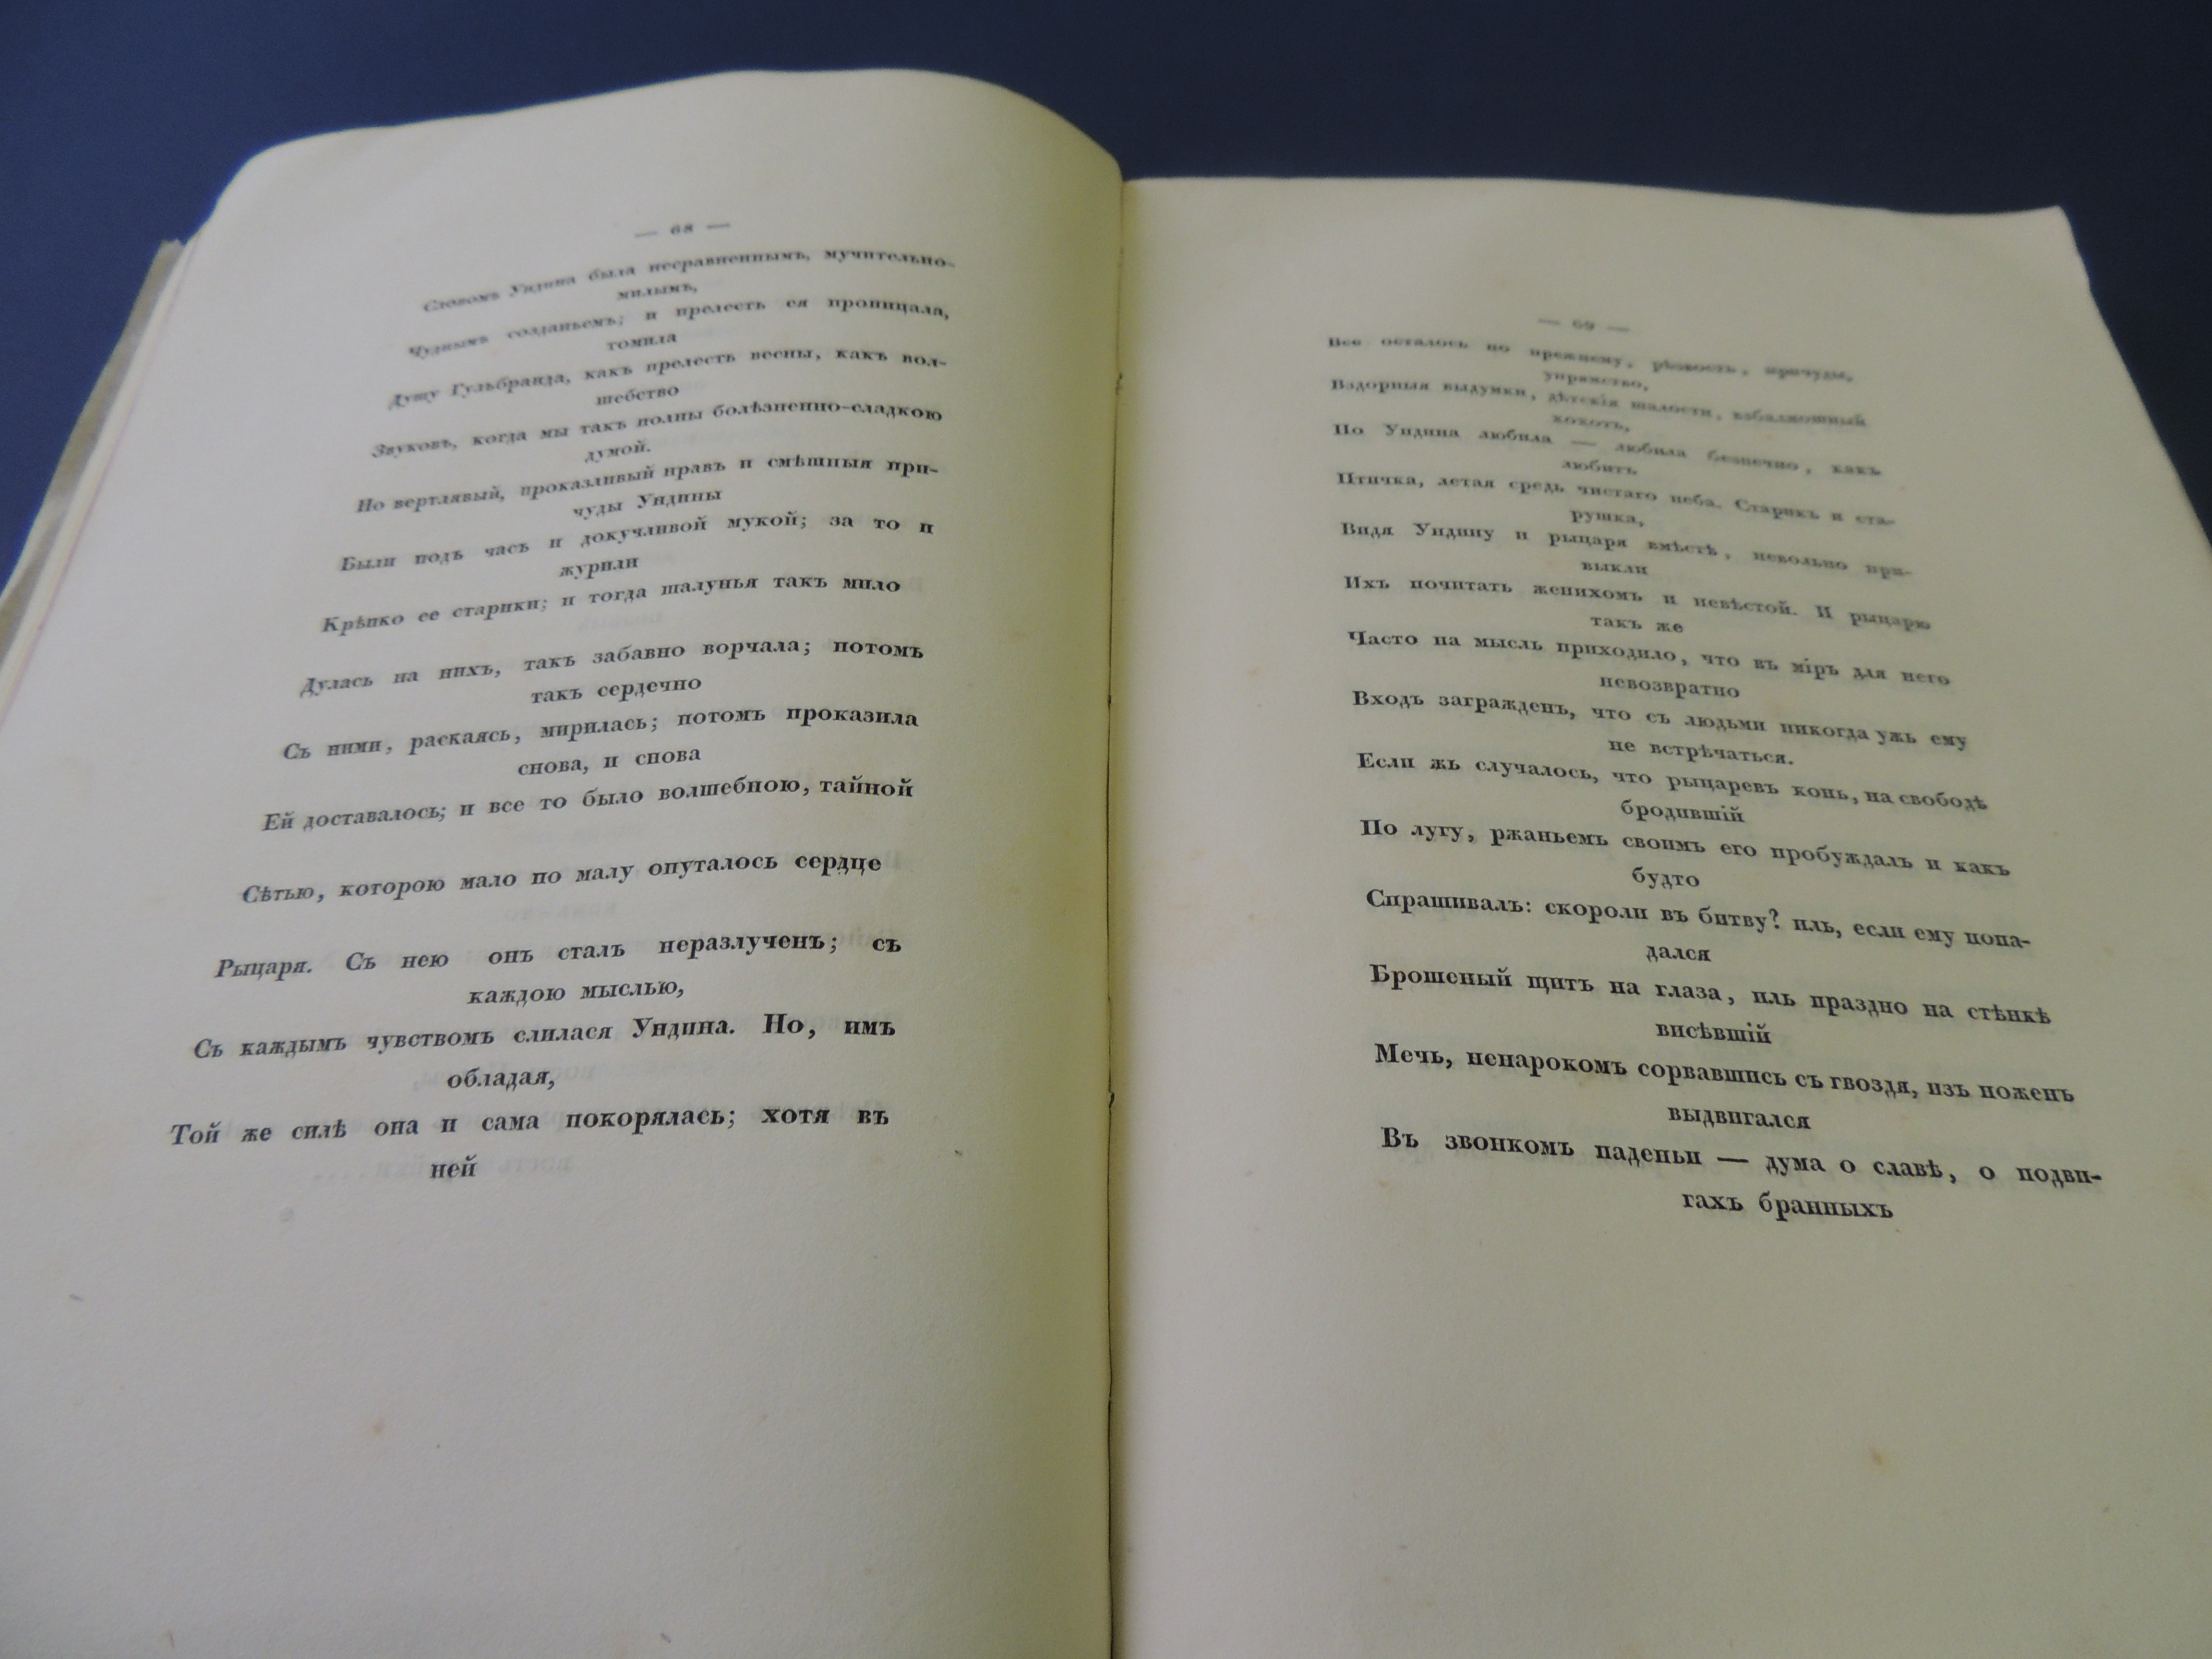 — 68 —
Словомъ Ундина была несравненнымъ, мучительно-
милымъ,
Чуднымъ созданьемъ; и прелесть ея проницала,
томила
Душу Гульбранда, какъ прелесть весны, какъ вол-
шебство
Звуковъ, когда мы такъ полны болѣзненно-сладкою
думой.
Но вертлявый, проказливый нравъ и смѣшныя при-
чуды Ундины
Были подъ часъ и докучливой мукой; за то и
журили
Крѣпко ее старики; и тогда шалунья такъ мило
Дулась на нихъ, такъ забавно ворчала; потомъ
такъ сердечно
Съ ними, раскаясь, мирилась; потомъ проказила
снова, и снова
Ей доставалось; и все то было волшебною, тайной
Сѣтью, которою мало по малу опуталось сердце
Рыцаря. Съ нею онъ сталъ неразлученъ; съ
каждою мыслью,
Съ каждымъ чувствомъ слилася Ундина. Но, имъ
обладая,
Той же силѣ она и сама покорялась; хотя въ
ней
— 69 —
Все осталось по прежнему, рѣзвость, причуды,
упрямство,
Вздорныя выдумки, дѣтскія шалости, взбалмошный
хохотъ,
Но Ундина любила — любила безпечно, какъ
любитъ
Птичка, летая средь чистаго неба. Старикъ и ста-
рушка,
Видя Ундину и рыцаря вмѣстѣ, невольно при-
выкли
Ихъ почитать женихомъ и невѣстой. И рыцарю
такъ же
Часто на мысль приходило, что въ міръ для него
невозвратно
Входъ загражденъ, что съ людьми никогда ужь ему
не встрѣчаться.
Если жь случалось, что рыцаревъ конь, на свободѣ
бродившій
По лугу, ржаньемъ своимъ его пробуждалъ и какъ
будто
Спрашивалъ: скороли въ битву? иль, если ему попа-
дался
Брошеный щитъ на глаза, иль праздно на стѣнкѣ
висѣвшій
Мечь, ненарокомъ сорвавшись съ гвоздя, изъ ноженъ
выдвигался
Въ звонкомъ паденьи — дума о славѣ, о подви-
гахъ бранныхъ